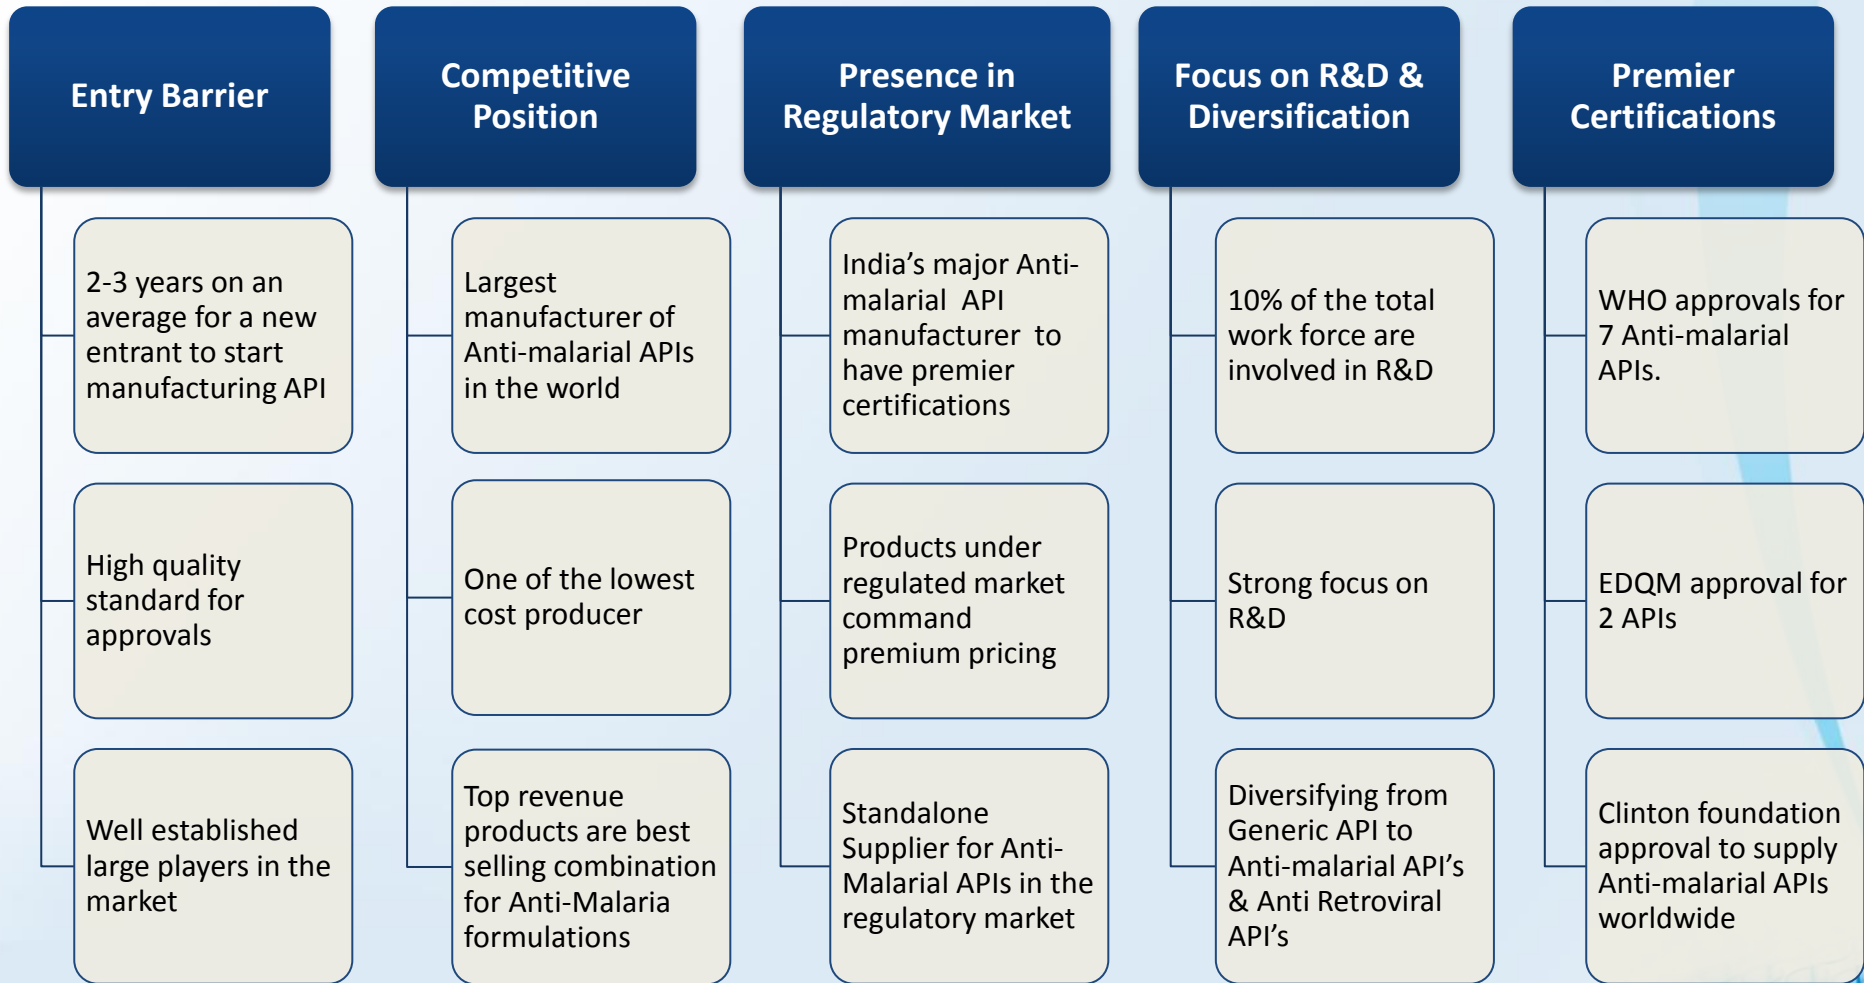 Entry Barrier
2-3 years on an
average for a new
entrant to start
manufacturing API
High quality
standard for
approvals
Well established
large players in the
market
Competitive
Position
Largest
manufacturer of
Anti-malarial APIs
in the world
One of the lowest
cost producer
Top revenue
products are best
selling combination
for Anti-Malaria
formulations
Presence in
Regulatory Market
India’s major Anti-
malarial API
manufacturer to
have premier
certifications
Products under
regulated market
command
premium pricing
Standalone
Supplier for Anti-
Malarial APIs in the
regulatory market
Focus on R&D &
Diversification
10% of the total
work force are
involved in R&D
Strong focus on
R&D
Diversifying from
Generic API to
Anti-malarial API’s
& Anti Retroviral
API’s
Premier
Certifications
WHO approvals for
7 Anti-malarial
APIs.
EDQM approval for
2 APIs
Clinton foundation
approval to supply
Anti-malarial APIs
worldwide